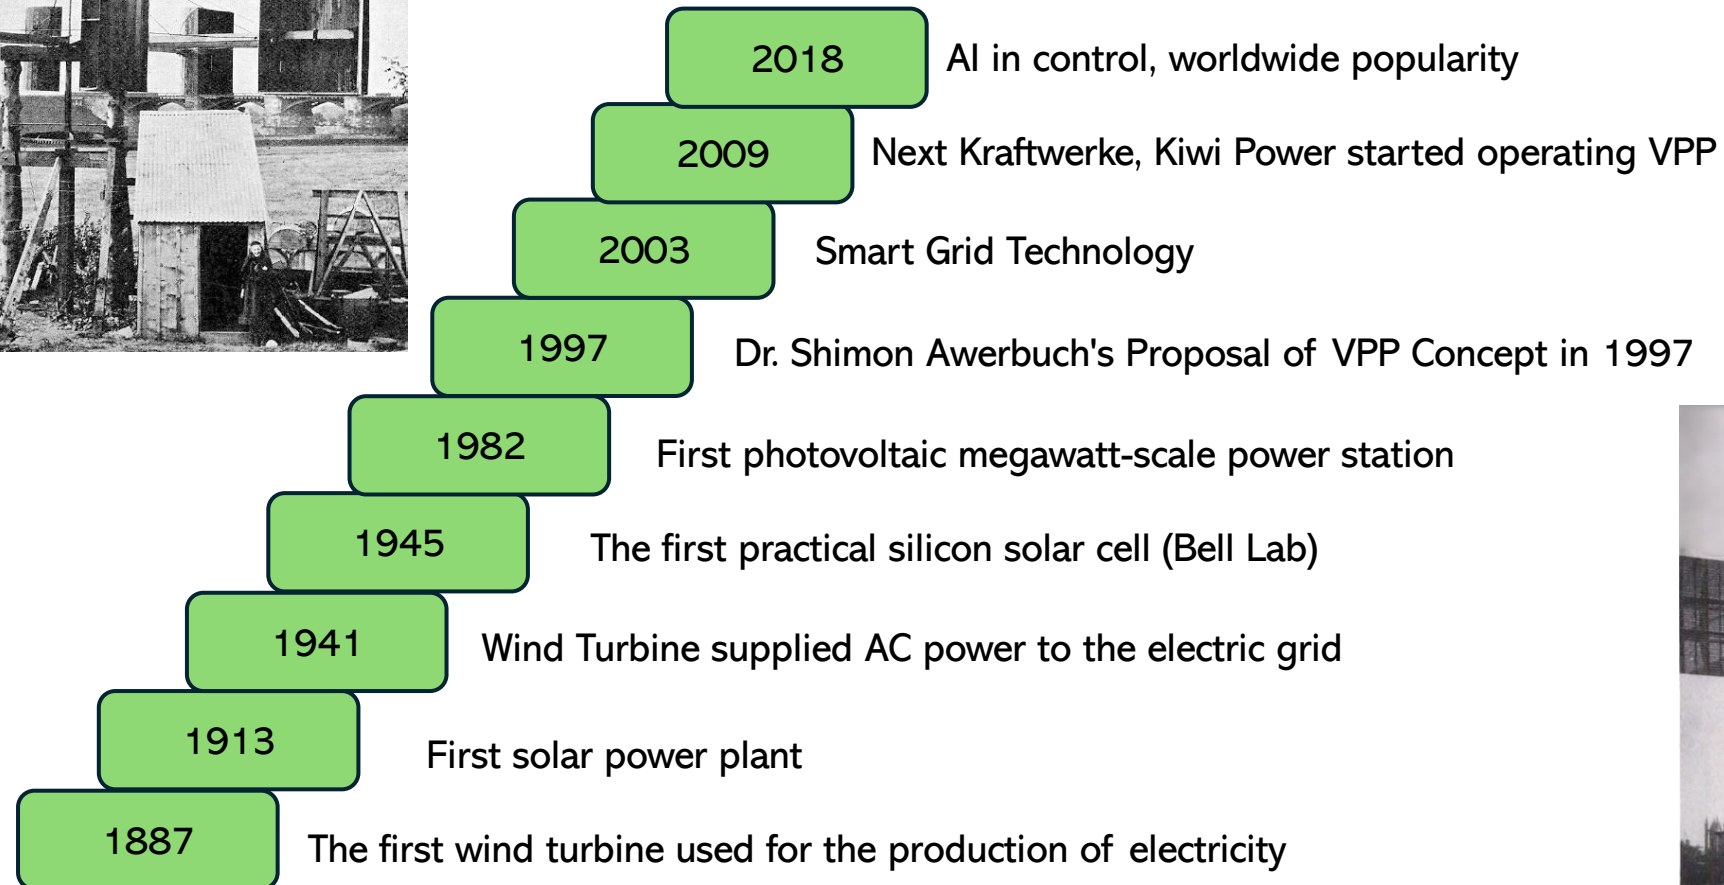 2018 AI in control, worldwide popularity
2009 Next Kraftwerke, Kiwi Power started operating VPP
2003 Smart Grid Technology
1997 Dr. Shimon Awerbuch's Proposal of VPP Concept in 1997
1982 First photovoltaic megawatt-scale power station
1945 The first practical silicon solar cell (Bell Lab)
1941 Wind Turbine supplied AC power to the electric grid
1913 First solar power plant
1887 The first wind turbine used for the production of electricity